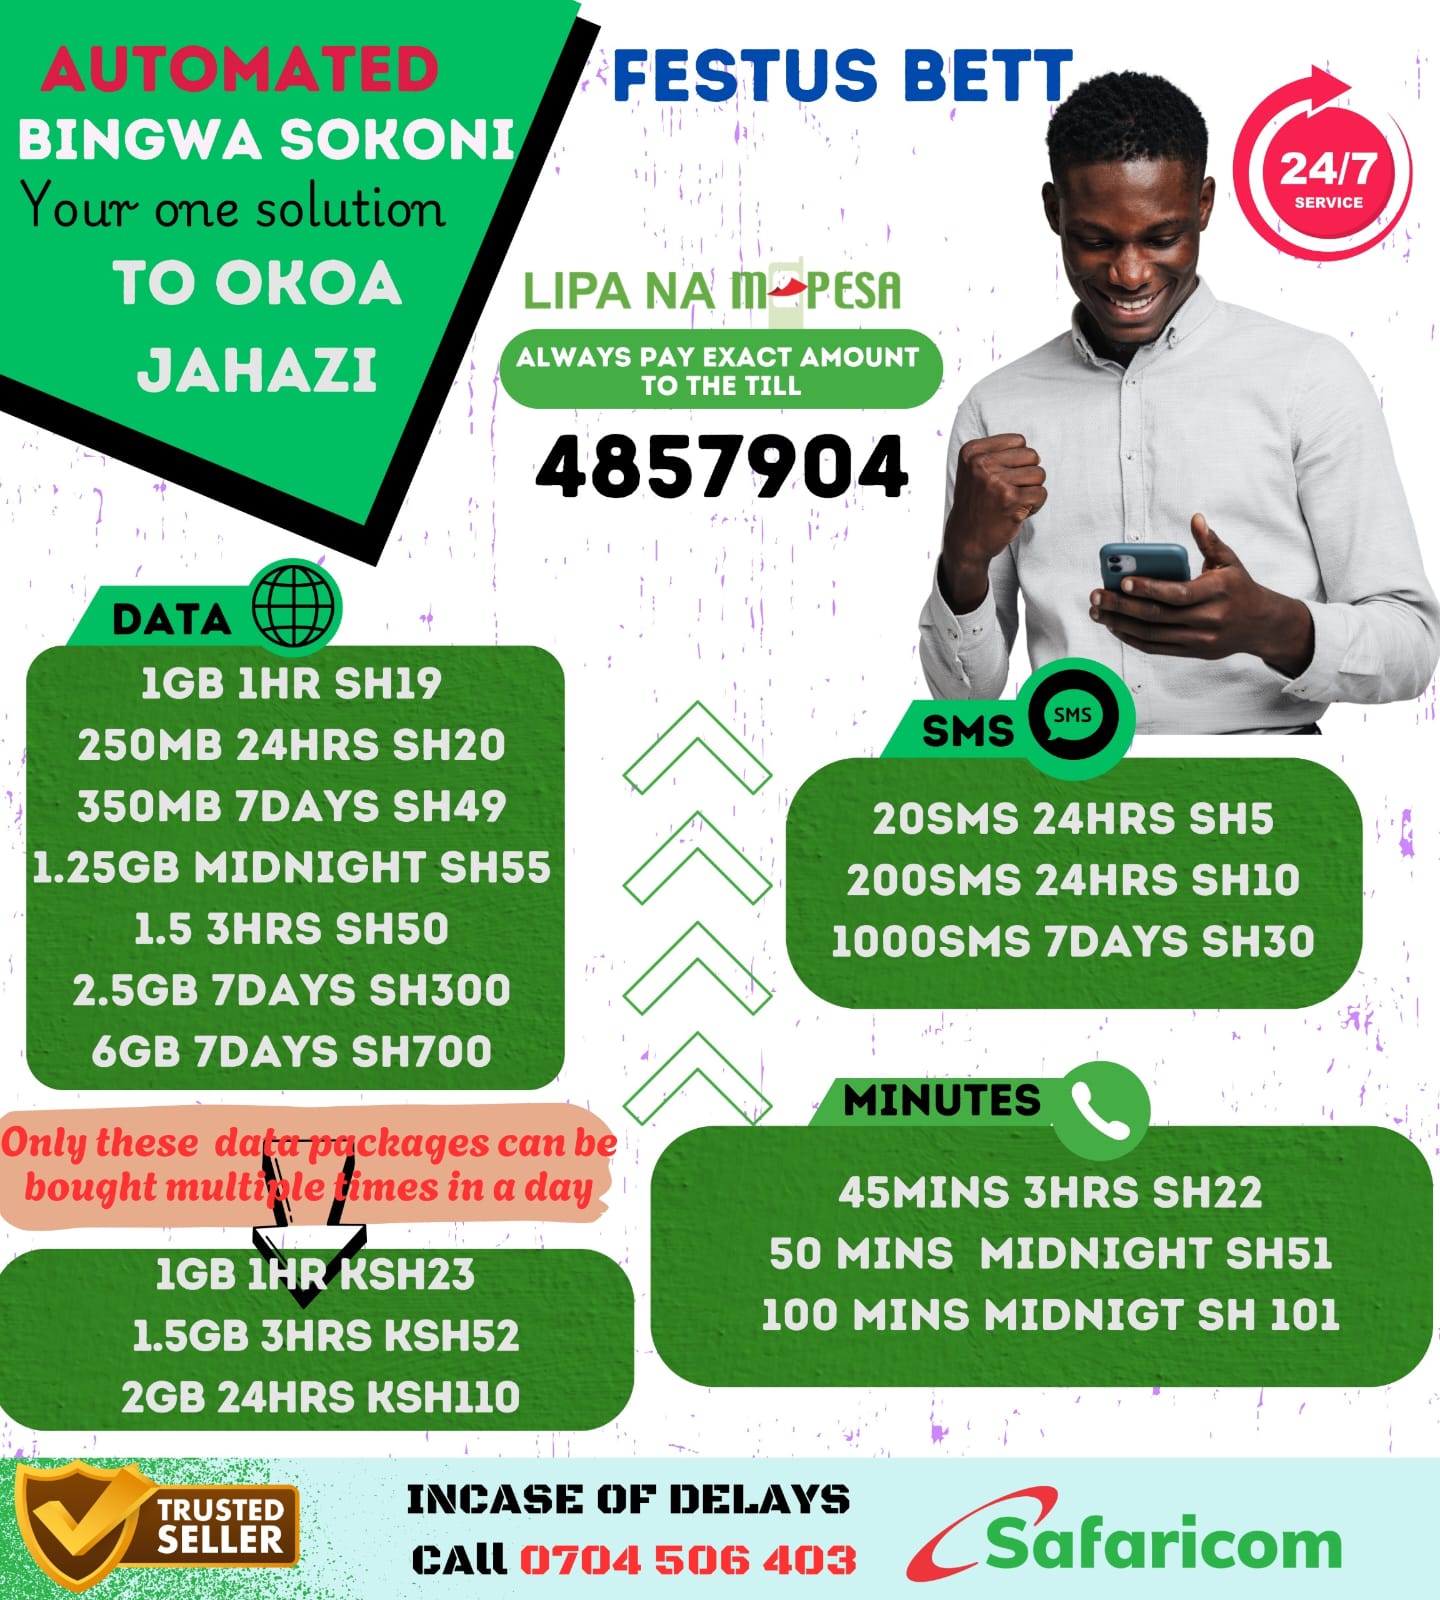 AUTOMATED
BINGWA SOKONI
Your one solution
TO OKOA
JAHAZI
FESTUS BETT
24/7
SERVICE
LIPA NA M-PESA
ALWAYS PAY EXACT AMOUNT
TO THE TILL
4857904
DATA
1GB 1HR SH19
250MB 24HRS SH20
350MB 7DAYS SH49
1.25GB MIDNIGHT SH55
1.5 3HRS SH50
2.5GB 7DAYS SH300
6GB 7DAYS SH700
SMS
SMS
20SMS 24HRS SH5
200SMS 24HRS SH10
1000SMS 7DAYS SH30
Only these data packages can be
bought multiple times in a day
1GB 1HR KSH23
1.5GB 3HRS KSH52
2GB 24HRS KSH110
MINUTES
45MINS 3HRS SH22
50 MINS MIDNIGHT SH51
100 MINS MIDNIGT SH 101
TRUSTED
SELLER
INCASE OF DELAYS
CALL 0704 506 403
Safaricom